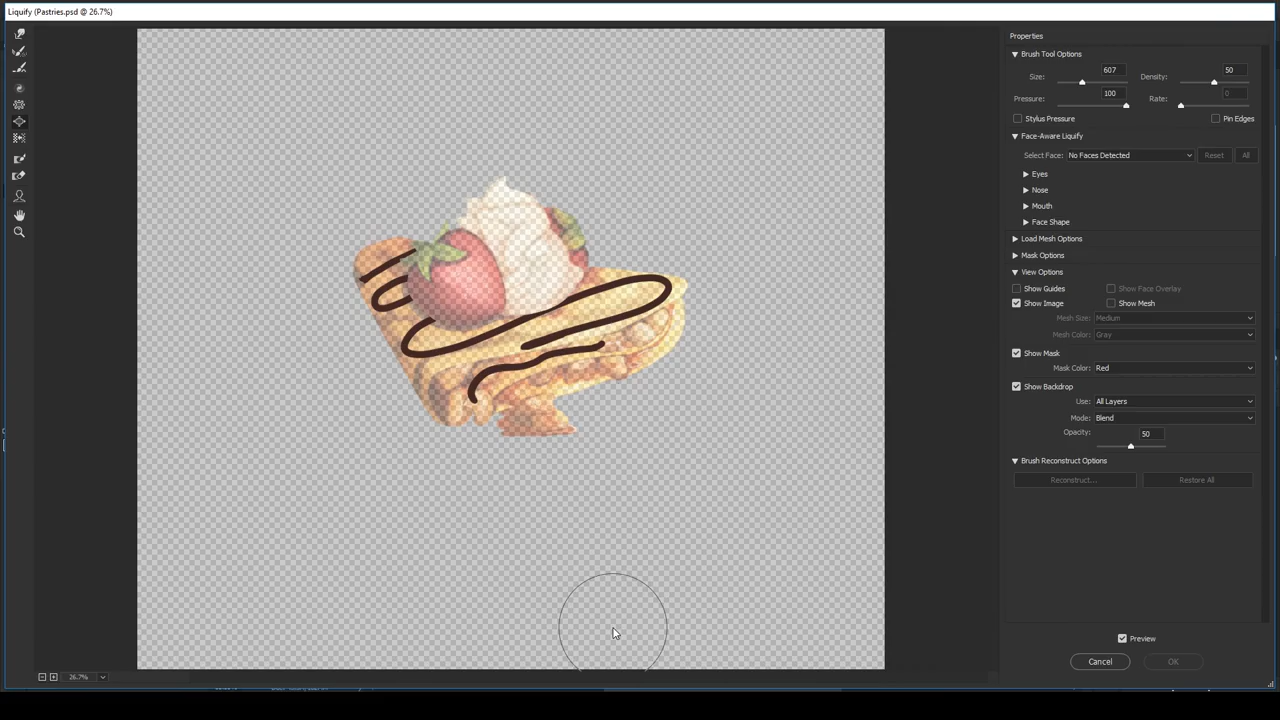 Liquify (Pastries.psd @ 26.7%)
Properties
Brush Tool Options
Size: 607 Density: 50
Pressure: 100 Rate: 0
Stylus Pressure Pin Edges
Face-Aware Liquify
Select Face: No Faces Detected Reset All
Eyes
Nose
Mouth
Face Shape
Load Mesh Options
Mask Options
View Options
Show Guides Show Face Overlay
Show Image Show Mesh
Mesh Size: Medium
Mesh Color: Gray
Show Mask
Mask Color: Red
Show Backdrop
Use: All Layers
Mode: Blend
Opacity: 50
Brush Reconstruct Options
Reconstruct... Restore All
Preview
Cancel OK
26.7%